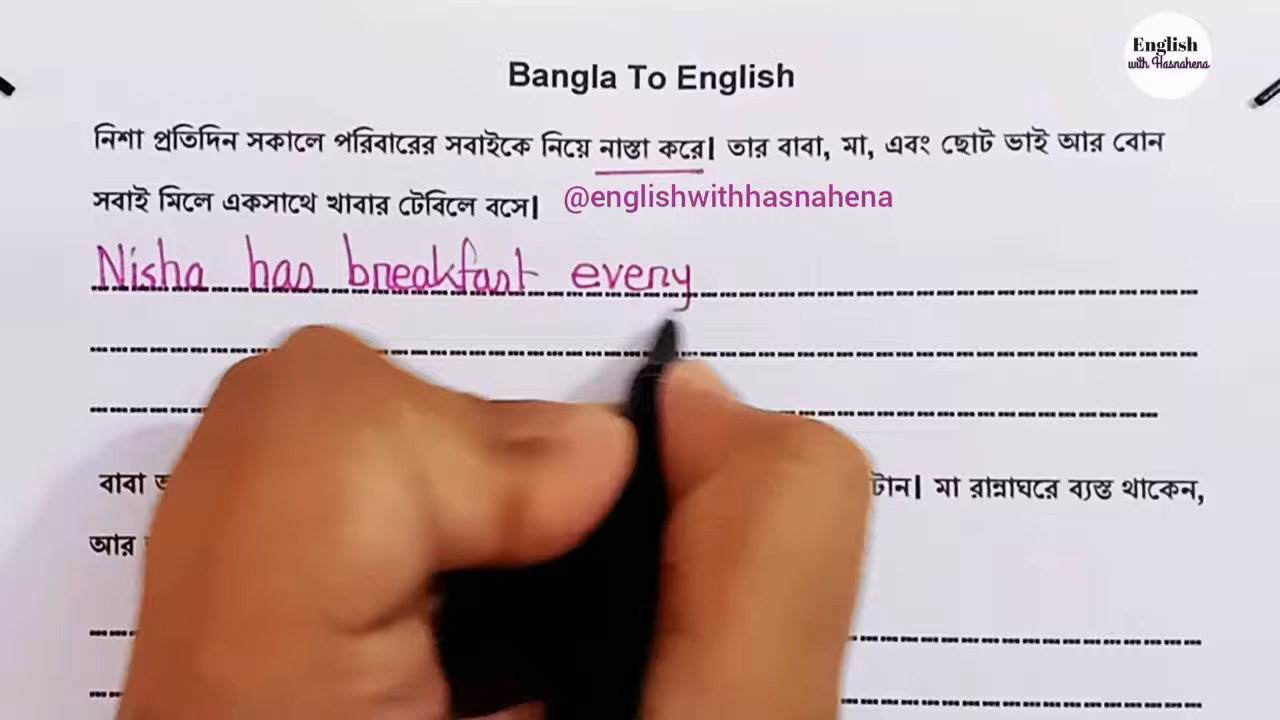 English
with Hasnahena
Bangla To English
নিশা প্রতিদিন সকালে পরিবারের সবাইকে নিয়ে নাস্তা করে। তার বাবা, মা, এবং ছোট ভাই আর বোন
সবাই মিলে একসাথে খাবার টেবিলে বসে। @englishwithhasnahena
Nisha has breakfast every
বাবা টান। মা রান্নাঘরে ব্যস্ত থাকেন,
আর